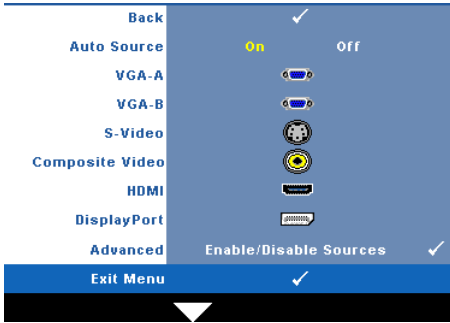 Back
Auto Source On Off
VGA-A
VGA-B
S-Video
Composite Video
HDMI
DisplayPort
Advanced Enable/Disable Sources
Exit Menu